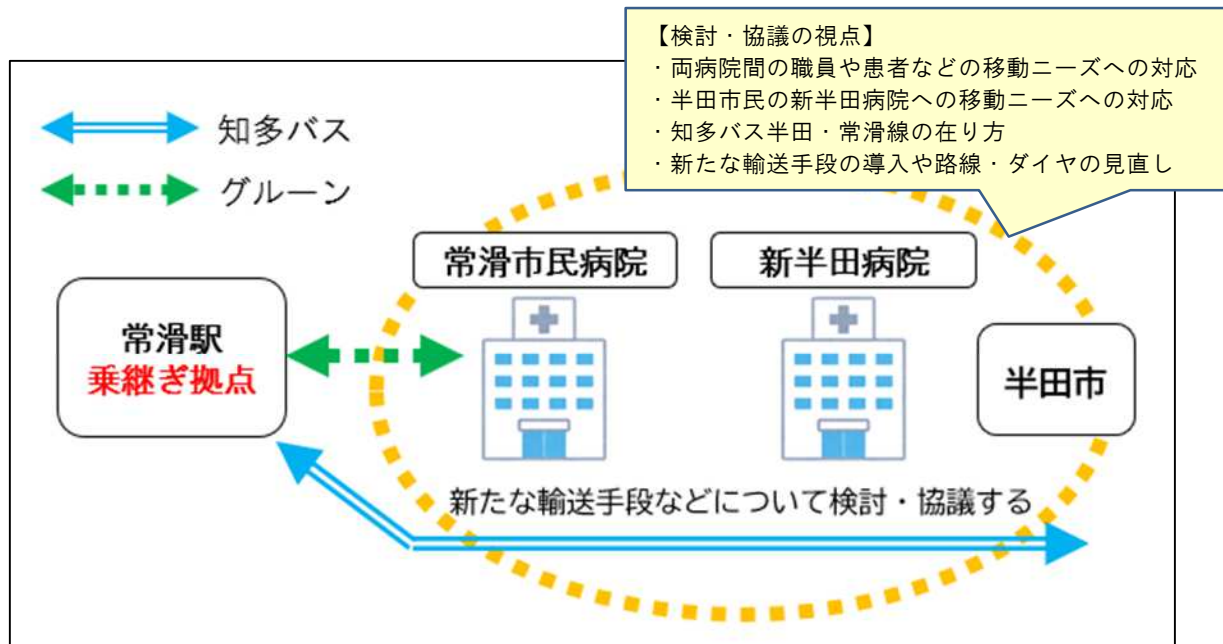 【検討・協議の視点】
・両病院間の職員や患者などの移動ニーズへの対応
・半田市民の新半田病院への移動ニーズへの対応
・知多バス半田・常滑線の在り方
・新たな輸送手段の導入や路線・ダイヤの見直し
知多バス
グルーン
常滑市民病院
新半田病院
常滑駅
乗継ぎ拠点
半田市
新たな輸送手段などについて検討・協議する